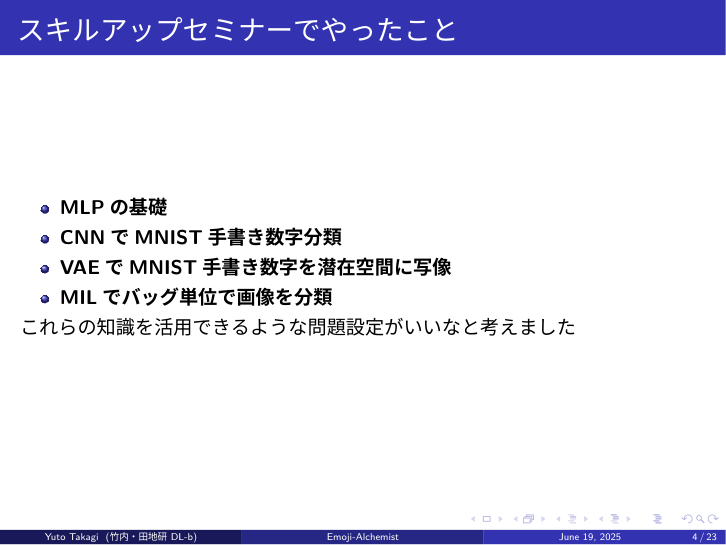 スキルアップセミナーでやったこと
MLP の基礎
CNN で MNIST 手書き数字分類
VAE で MNIST 手書き数字を潜在空間に写像
MIL でバッグ単位で画像を分類
これらの知識を活用できるような問題設定がいいなと考えました
Yuto Takagi (竹内・田地研 DL-b) Emoji-Alchemist June 19, 2025 4 / 23